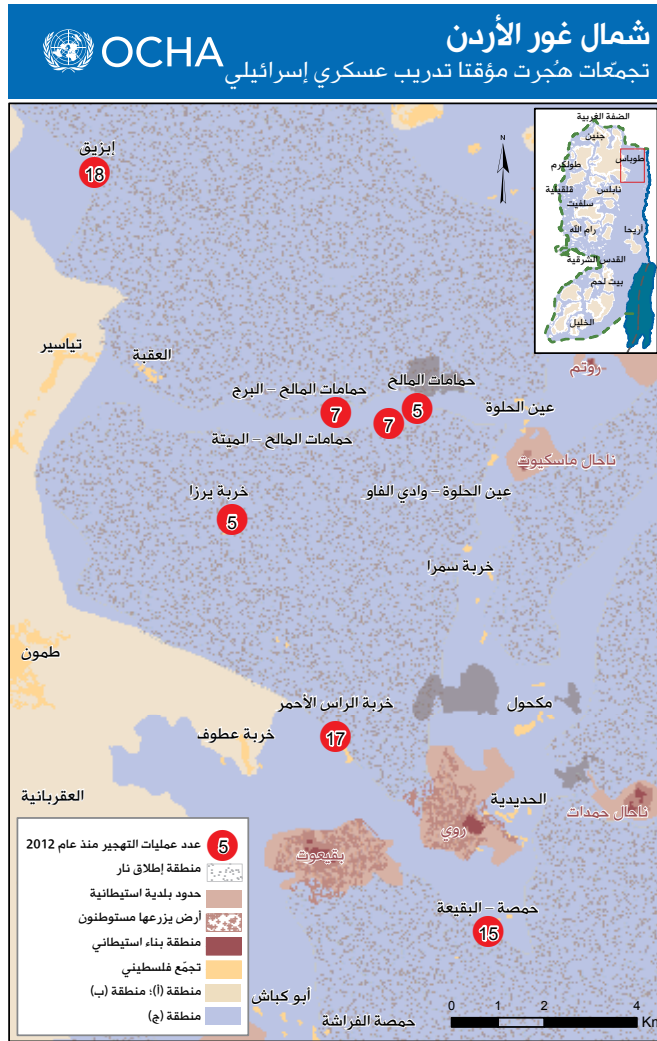 شمال غور الأردن
تجمّعات هُجرت مؤقتا تدريب عسكري إسرائيلي
OCHA
الضفة الغربية
جنين
طوباس
طولكرم
نابلس
قلقيلية
سلفيت
رام الله
أريحا
القدس الشرقية
بيت لحم
الخليل
N
إبزيق
18
تياسير
العقبة
روتم
حمامات المالح
5
حمامات المالح – البرج
7
7
عين الحلوة
حمامات المالح – الميتة
ناحال ماسكيوت
خربة يرزا
5
عين الحلوة – وادي الفاو
خربة سمرا
طمون
خربة الراس الأحمر
17
مكحول
خربة عطوف
العقربانية
الحديدية
ناحال حمدات
روي
بقيعوت
حمصة – البقيعة
15
أبو كباش
حمصة الفراشة
5 عدد عمليات التهجير منذ عام 2012
منطقة إطلاق نار
حدود بلدية استيطانية
أرض يزرعها مستوطنون
منطقة بناء استيطاني
تجمّع فلسطيني
منطقة (أ)؛ منطقة (ب)
منطقة (ج)
0 1 2 4
Km